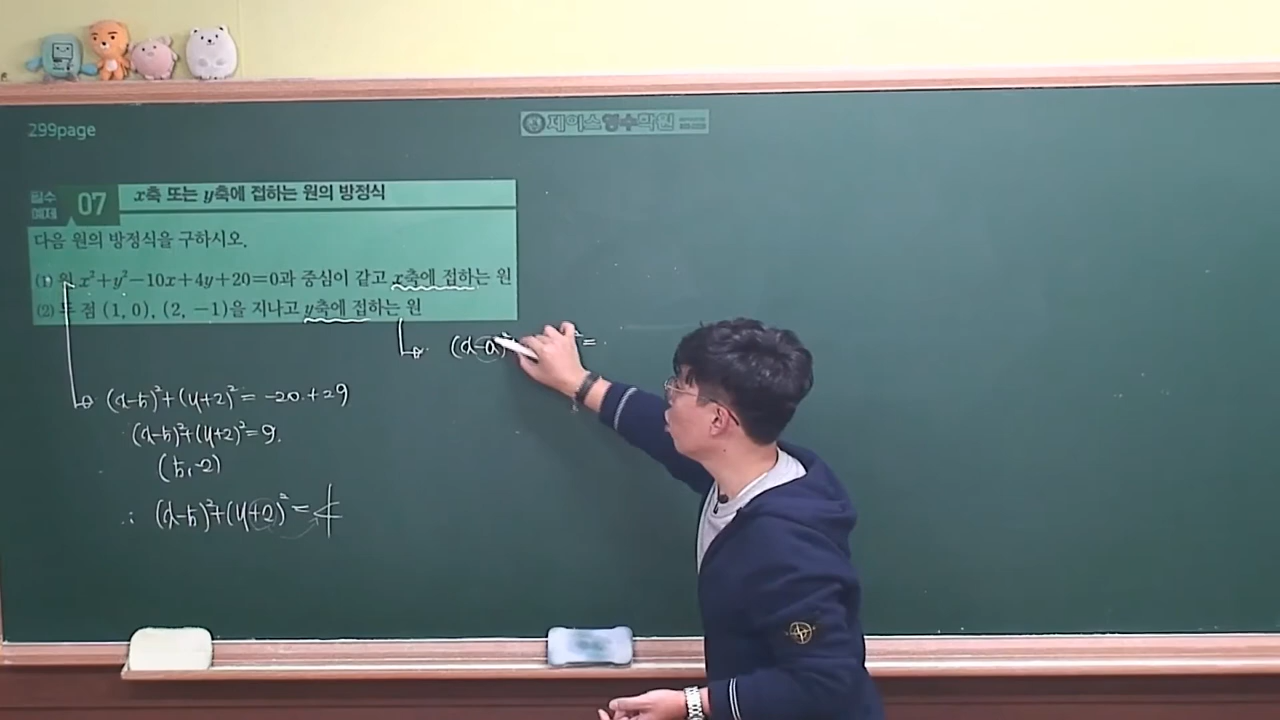 299page
제이스영수학원
필수 예제 07 x축 또는 y축에 접하는 원의 방정식
다음 원의 방정식을 구하시오.
(1) 원 x²+y²−10x+4y+20=0과 중심이 같고 x축에 접하는 원
(2) 두 점 (1, 0), (2, −1)을 지나고 y축에 접하는 원
(x-a)² ² =
(x-5)²+(y+2)² = -20+29
(x-5)²+(y+2)²=9.
(5,-2)
∴ (x-5)²+(y+2)² = 4